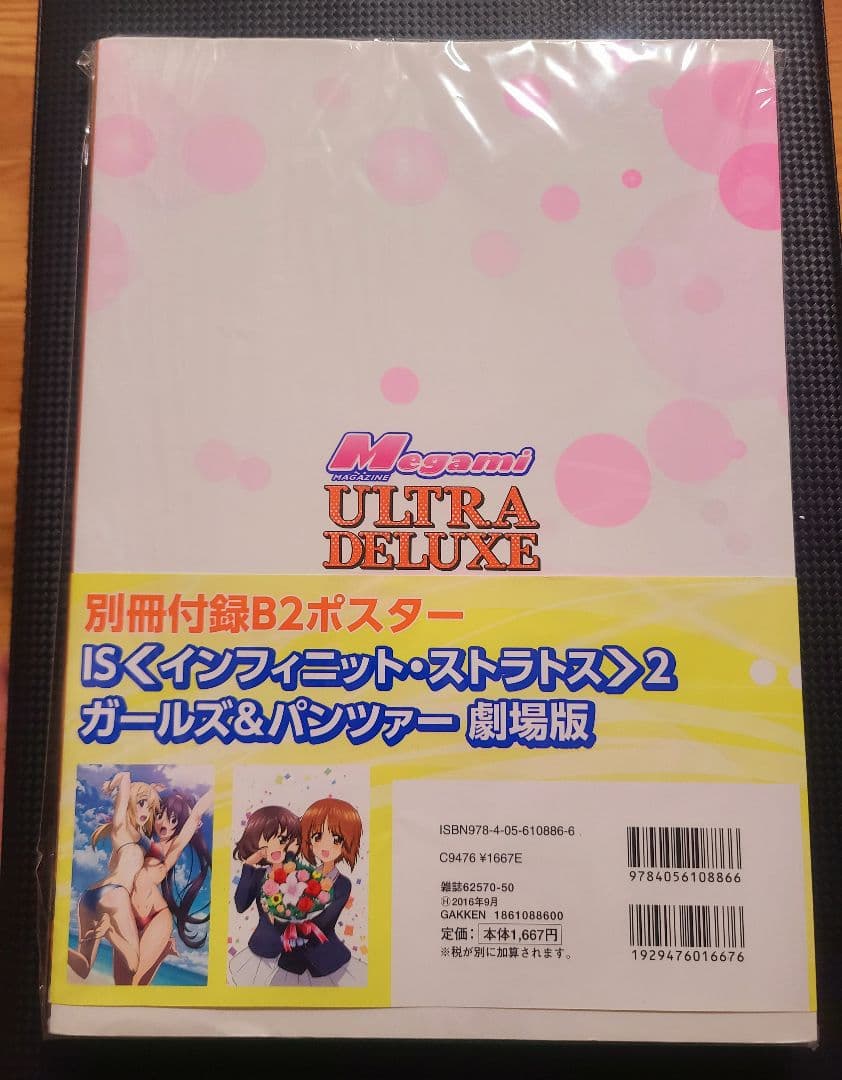 Megami
MAGAZINE
ULTRA
DELUXE
別冊付録B2ポスター
IS<インフィニット・ストラトス>2
ガールズ&パンツァー 劇場版
ISBN978-4-05-610886-6
C9476 ¥1667E
9784056108866
雑誌62570-50
Ⓗ2016年9月
GAKKEN 1861088600
定価: 本体1,667円
※税が別に加算されます。
1929476016676